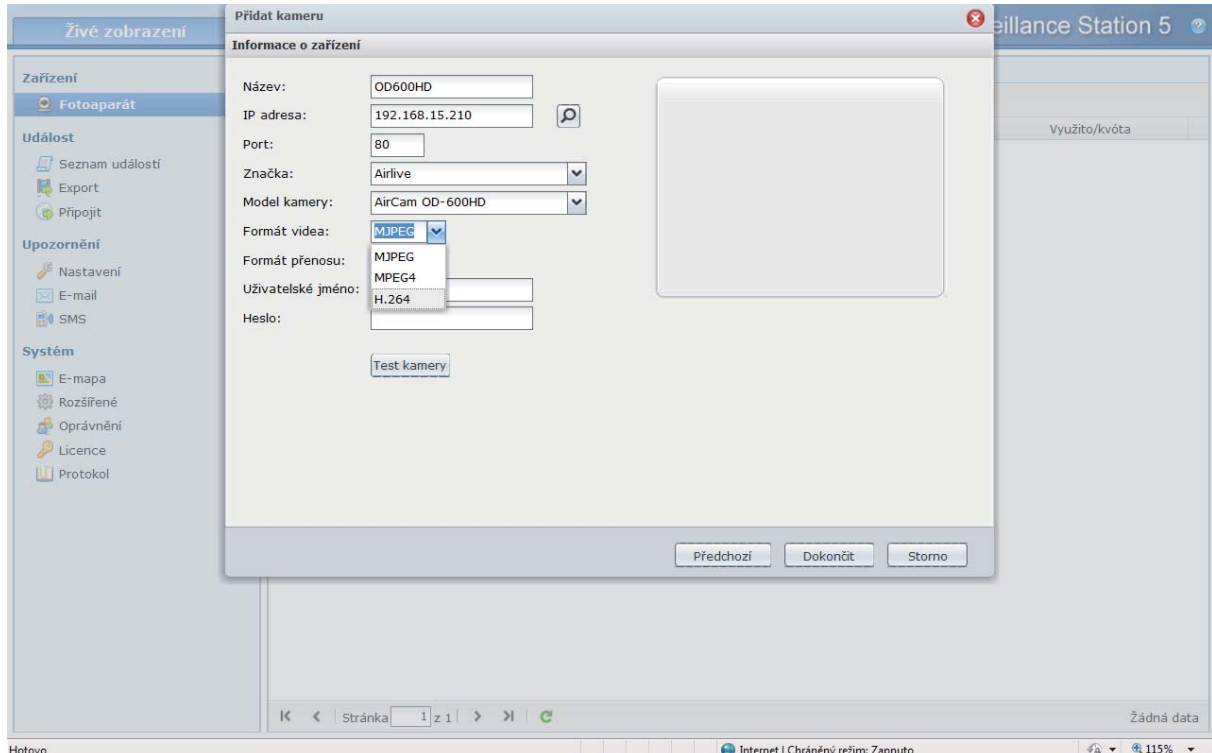 Živé zobrazení
eillance Station 5
Přidat kameru
Informace o zařízení
Zařízení
Fotoaparát
Událost
Seznam událostí
Export
Připojit
Upozornění
Nastavení
E-mail
SMS
Systém
E-mapa
Rozšířené
Oprávnění
Licence
Protokol
Název: OD600HD
IP adresa: 192.168.15.210
Port: 80
Značka: Airlive
Model kamery: AirCam OD-600HD
Formát videa: MJPEG
MJPEG
MPEG4
H.264
Formát přenosu:
Uživatelské jméno:
Heslo:
Test kamery
Předchozí Dokončit Storno
Využito/kvóta
Stránka 1 z 1
Žádná data
Hotovo
Internet | Chráněný režim: Zapnuto
115%